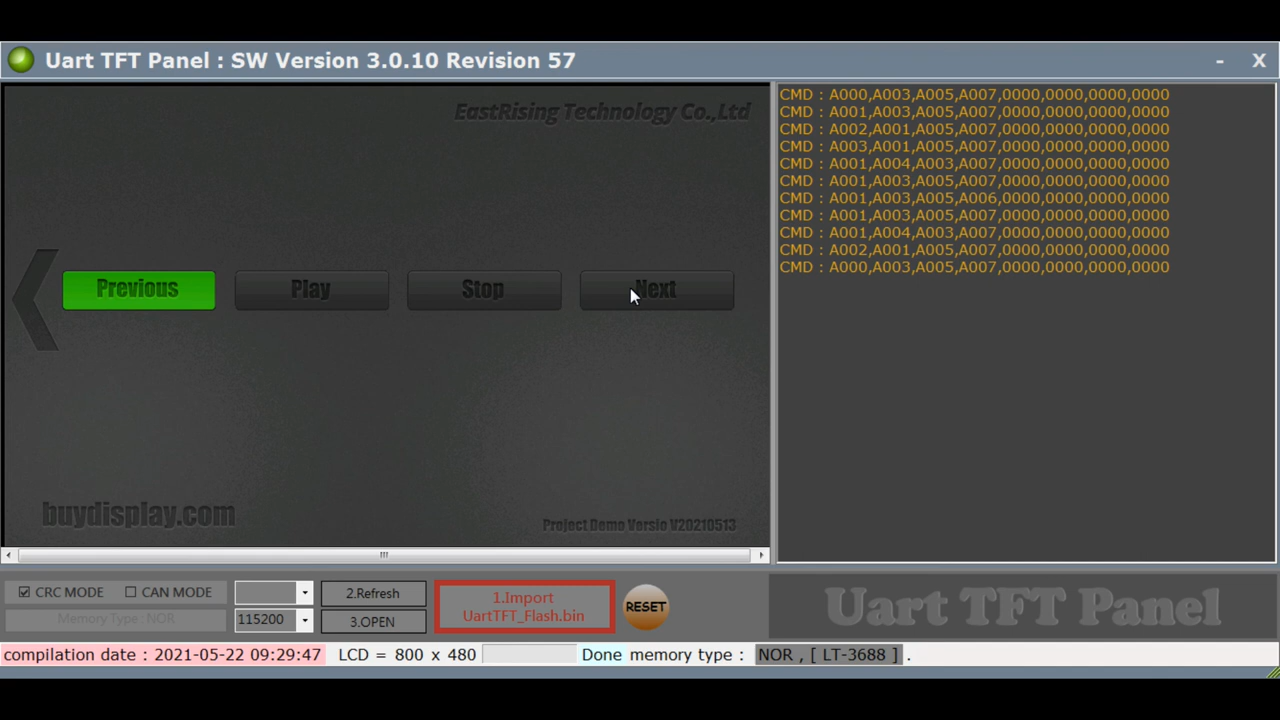 Uart TFT Panel : SW Version 3.0.10 Revision 57
- X
EastRising Technology Co.,Ltd
Previous Play Stop Next
buydisplay.com
Project Demo Versio V20210513
CMD : A000,A003,A005,A007,0000,0000,0000,0000
CMD : A001,A003,A005,A007,0000,0000,0000,0000
CMD : A002,A001,A005,A007,0000,0000,0000,0000
CMD : A003,A001,A005,A007,0000,0000,0000,0000
CMD : A001,A004,A003,A007,0000,0000,0000,0000
CMD : A001,A003,A005,A007,0000,0000,0000,0000
CMD : A001,A003,A005,A006,0000,0000,0000,0000
CMD : A001,A003,A005,A007,0000,0000,0000,0000
CMD : A001,A004,A003,A007,0000,0000,0000,0000
CMD : A002,A001,A005,A007,0000,0000,0000,0000
CMD : A000,A003,A005,A007,0000,0000,0000,0000
CRC MODE CAN MODE
Memory Type : NOR
115200
2.Refresh
3.OPEN
1.Import
UartTFT_Flash.bin
RESET
Uart TFT Panel
compilation date : 2021-05-22 09:29:47 LCD = 800 x 480 Done memory type : NOR , [ LT-3688 ] .